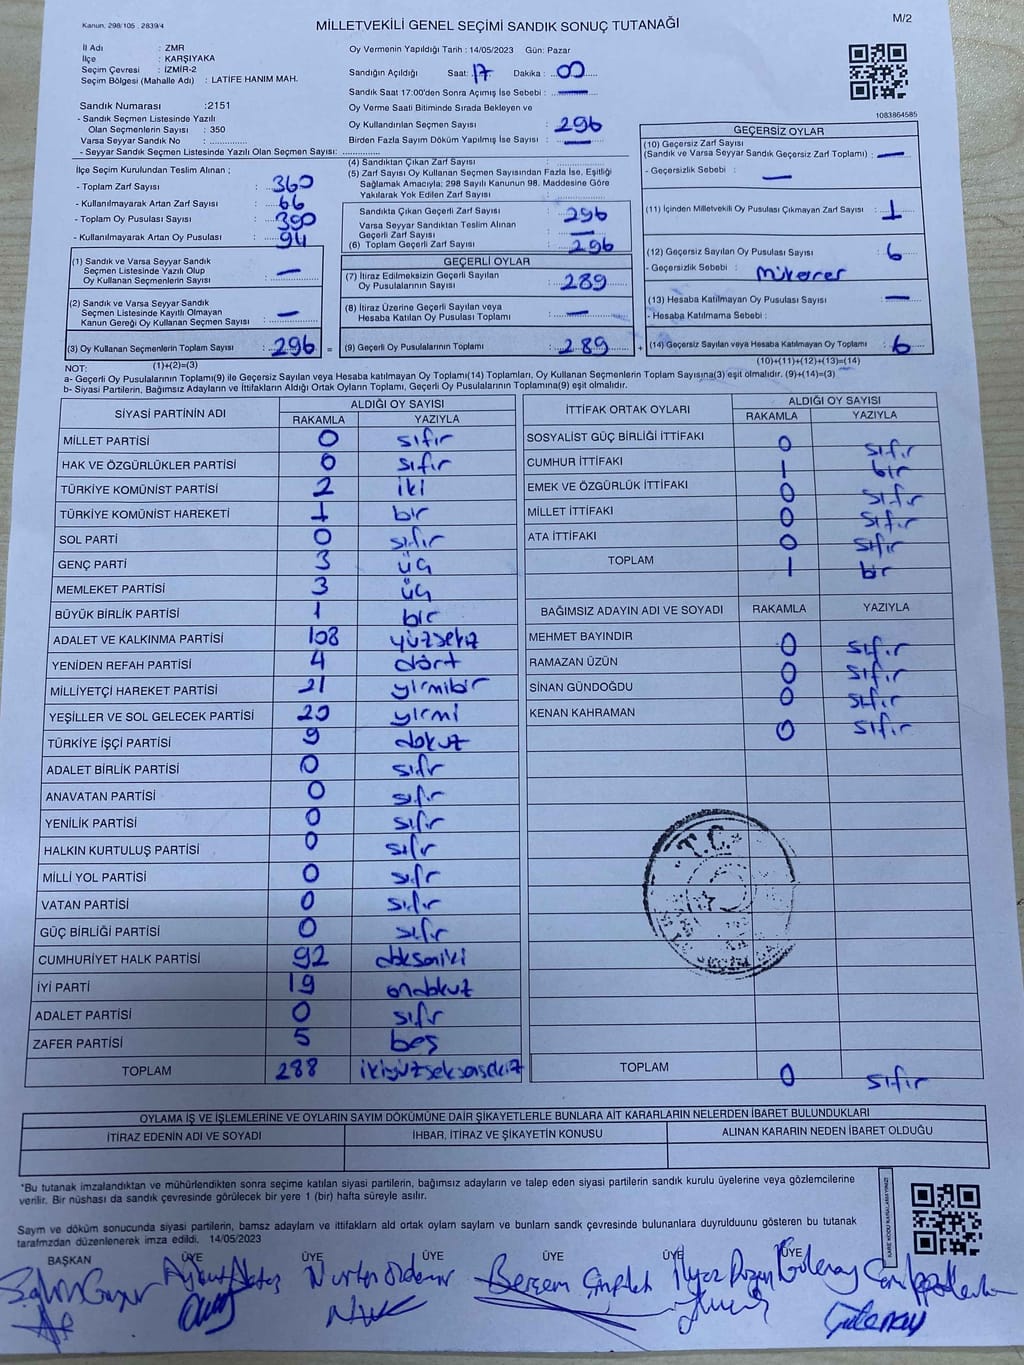 Kanun, 298/105 , 2839/4
MİLLETVEKİLİ GENEL SEÇİMİ SANDIK SONUÇ TUTANAĞI
M/2
İl Adı : ZMR
İlçe : KARŞIYAKA
Seçim Çevresi : İZMİR-2
Seçim Bölgesi (Mahalle Adı) : LATİFE HANIM MAH.
Sandık Numarası :2151
- Sandık Seçmen Listesinde Yazılı
Olan Seçmenlerin Sayısı : 350
Varsa Seyyar Sandık No :
- Seyyar Sandık Seçmen Listesinde Yazılı Olan Seçmen Sayısı:
Oy Vermenin Yapıldığı Tarih : 14/05/2023 Gün: Pazar
Sandığın Açıldığı Saat: 17 Dakika : 00
Sandık Saat 17:00'den Sonra Açımış İse Sebebi : —
Oy Verme Saati Bitiminde Sırada Bekleyen ve
Oy Kullandırılan Seçmen Sayısı : 296
Birden Fazla Sayım Döküm Yapılmış İse Sayısı : —
1083864585
İlçe Seçim Kurulundan Teslim Alınan ;
- Toplam Zarf Sayısı : 360
- Kullanılmayarak Artan Zarf Sayısı : 66
- Toplam Oy Pusulası Sayısı : 390
- Kullanılmayarak Artan Oy Pusulası : 94
(1) Sandık ve Varsa Seyyar Sandık
Seçmen Listesinde Yazılı Olup
Oy Kullanan Seçmenlerin Sayısı : —
(2) Sandık ve Varsa Seyyar Sandık
Seçmen Listesinde Kayıtlı Olmayan
Kanun Gereği Oy Kullanan Seçmen Sayısı : —
(3) Oy Kullanan Seçmenlerin Toplam Sayısı : 296 =
(4) Sandıktan Çıkan Zarf Sayısı :
(5) Zarf Sayısı Oy Kullanan Seçmen Sayısından Fazla İse, Eşitliği
Sağlamak Amacıyla; 298 Sayılı Kanunun 98. Maddesine Göre
Yakılarak Yok Edilen Zarf Sayısı :
Sandıkta Çıkan Geçerli Zarf Sayısı : 296
Varsa Seyyar Sandıktan Teslim Alınan
Geçerli Zarf Sayısı : —
(6) Toplam Geçerli Zarf Sayısı : 296
GEÇERLİ OYLAR
(7) İtiraz Edilmeksizin Geçerli Sayılan
Oy Pusulalarının Sayısı : 289
(8) İtiraz Üzerine Geçerli Sayılan veya
Hesaba Katılan Oy Pusulası Toplamı : —
(9) Geçerli Oy Pusulalarının Toplamı : 289 +
GEÇERSİZ OYLAR
(10) Geçersiz Zarf Sayısı
(Sandık ve Varsa Seyyar Sandık Geçersiz Zarf Toplamı) : —
- Geçersizlik Sebebi : —
(11) İçinden Milletvekili Oy Pusulası Çıkmayan Zarf Sayısı : 1
(12) Geçersiz Sayılan Oy Pusulası Sayısı : 6
- Geçersizlik Sebebi : Mükerrer
(13) Hesaba Katılmayan Oy Pusulası Sayısı : —
- Hesaba Katılmama Sebebi :
(14) Geçersiz Sayılan veya Hesaba Katılmayan Oy Toplamı : 6
NOT: (1)+(2)=(3)
(10)+(11)+(12)+(13)=(14)
a- Geçerli Oy Pusulalarının Toplamı(9) ile Geçersiz Sayılan veya Hesaba katılmayan Oy Toplamı(14) Toplamları, Oy Kullanan Seçmenlerin Toplam Sayısına(3) eşit olmalıdır. (9)+(14)=(3)
b- Siyasi Partilerin, Bağımsız Adayların ve İttifakların Aldığı Ortak Oyların Toplamı, Geçerli Oy Pusulalarının Toplamına(9) eşit olmalıdır.
SİYASİ PARTİNİN ADI ALDIĞI OY SAYISI
RAKAMLA YAZIYLA
MİLLET PARTİSİ 0 sıfır
HAK VE ÖZGÜRLÜKLER PARTİSİ 0 sıfır
TÜRKİYE KOMÜNİST PARTİSİ 2 iki
TÜRKİYE KOMÜNİST HAREKETİ 1 bir
SOL PARTİ 0 sıfır
GENÇ PARTİ 3 üç
MEMLEKET PARTİSİ 3 üç
BÜYÜK BİRLİK PARTİSİ 1 bir
ADALET VE KALKINMA PARTİSİ 108 yüzsekiz
YENİDEN REFAH PARTİSİ 4 dört
MİLLİYETÇİ HAREKET PARTİSİ 21 yirmibir
YEŞİLLER VE SOL GELECEK PARTİSİ 20 yirmi
TÜRKİYE İŞÇİ PARTİSİ 9 dokuz
ADALET BİRLİK PARTİSİ 0 sıfır
ANAVATAN PARTİSİ 0 sıfır
YENİLİK PARTİSİ 0 sıfır
HALKIN KURTULUŞ PARTİSİ 0 sıfır
MİLLİ YOL PARTİSİ 0 sıfır
VATAN PARTİSİ 0 sıfır
GÜÇ BİRLİĞİ PARTİSİ 0 sıfır
CUMHURİYET HALK PARTİSİ 92 doksaniki
İYİ PARTİ 19 ondokuz
ADALET PARTİSİ 0 sıfır
ZAFER PARTİSİ 5 beş
TOPLAM 288 ikiyüzseksensekiz
İTTİFAK ORTAK OYLARI ALDIĞI OY SAYISI
RAKAMLA YAZIYLA
SOSYALİST GÜÇ BİRLİĞİ İTTİFAKI 0 sıfır
CUMHUR İTTİFAKI 1 bir
EMEK VE ÖZGÜRLÜK İTTİFAKI 0 sıfır
MİLLET İTTİFAKI 0 sıfır
ATA İTTİFAKI 0 sıfır
TOPLAM 1 bir
BAĞIMSIZ ADAYIN ADI VE SOYADI RAKAMLA YAZIYLA
MEHMET BAYINDIR 0 sıfır
RAMAZAN ÜZÜN 0 sıfır
SİNAN GÜNDOĞDU 0 sıfır
KENAN KAHRAMAN 0 sıfır
T.C.
TOPLAM 0 sıfır
OYLAMA İŞ VE İŞLEMLERİNE VE OYLARIN SAYIM DÖKÜMÜNE DAİR ŞİKAYETLERLE BUNLARA AİT KARARLARIN NELERDEN İBARET BULUNDUKLARI
İTİRAZ EDENİN ADI VE SOYADI İHBAR, İTİRAZ VE ŞİKAYETİN KONUSU ALINAN KARARIN NEDEN İBARET OLDUĞU
*Bu tutanak imzalandıktan ve mühürlendikten sonra seçime katılan siyasi partilerin, bağımsız adayların ve talep eden siyasi partilerin sandık kurulu üyelerine veya gözlemcilerine
verilir. Bir nüshası da sandık çevresinde görülecek bir yere 1 (bir) hafta süreyle asılır.
Sayım ve döküm sonucunda siyasi partilerin, bamsz adayların ve ittifakların ald ortak oyların sayların ve bunların sandk çevresinde bulunanlara duyrulduunu gösteren bu tutanak
tarafmzdan düzenlenerek imza edildi. 14/05/2023
BAŞKAN ÜYE ÜYE ÜYE ÜYE ÜYE ÜYE
Nurten Özdemir
Gülenay